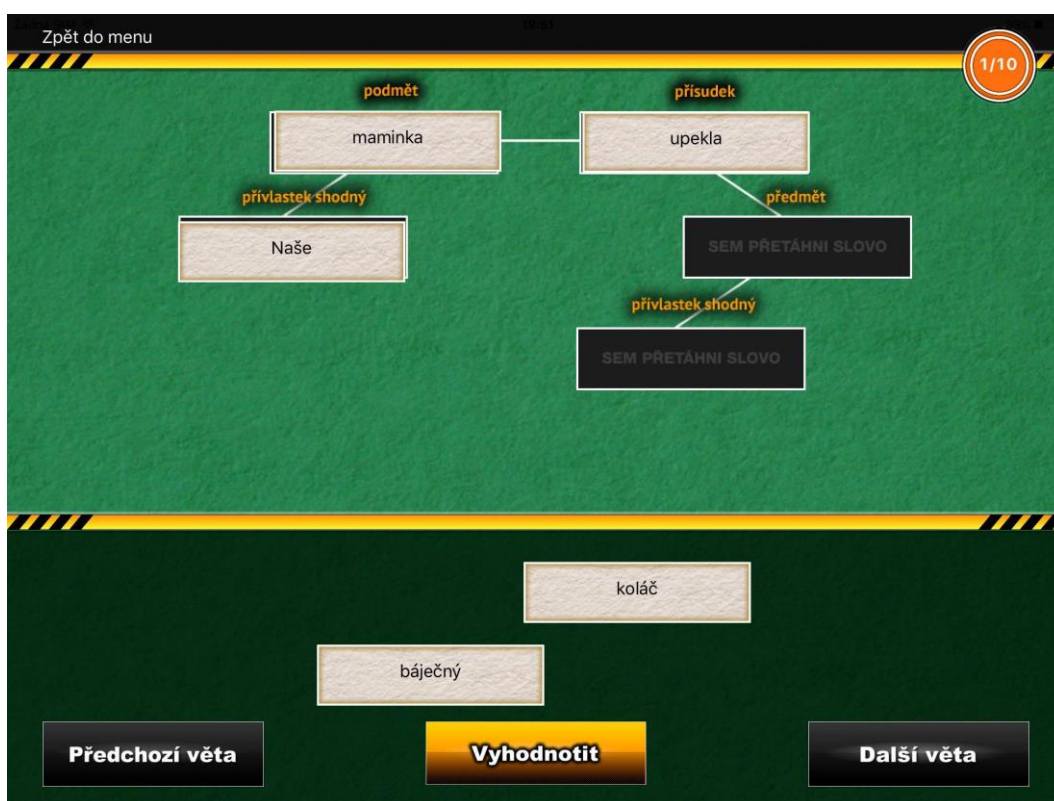 Zpět do menu
1/10
podmět
přísudek
maminka
upekla
přívlastek shodný
předmět
Naše
SEM PŘETÁHNI SLOVO
přívlastek shodný
SEM PŘETÁHNI SLOVO
koláč
báječný
Předchozí věta
Vyhodnotit
Další věta